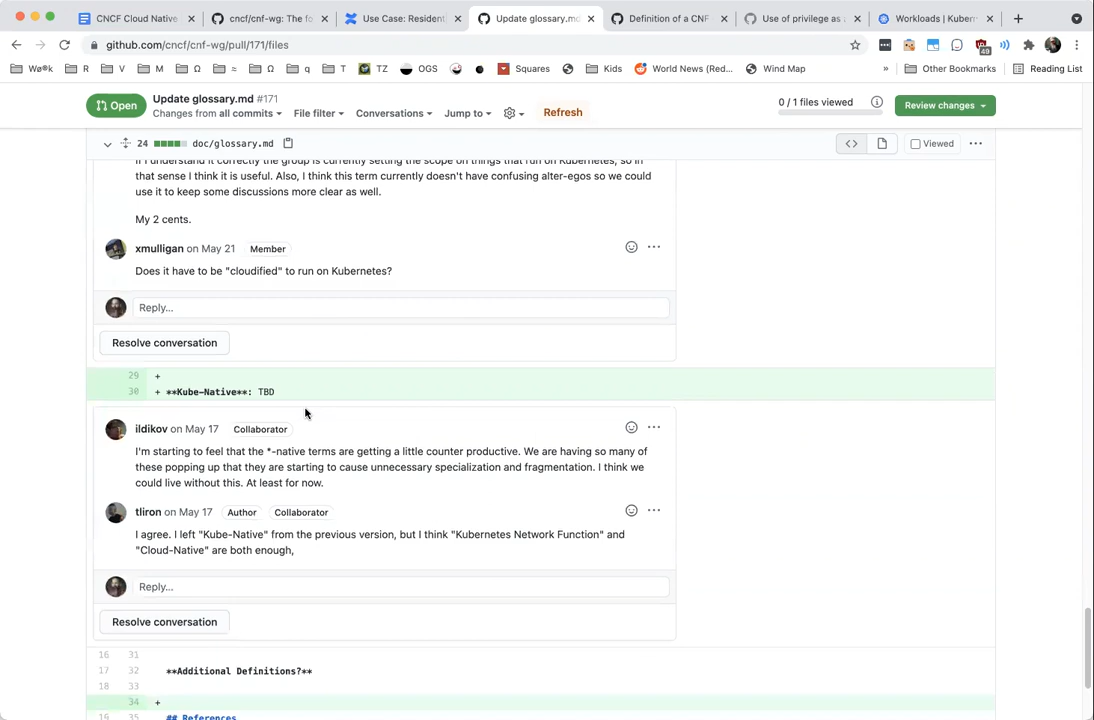 CNCF Cloud Native
cncf/cnf-wg: The fo
Use Case: Resident
Update glossary.md
Definition of a CNF
Use of privilege as
Workloads | Kubern
github.com/cncf/cnf-wg/pull/171/files
49
Wø®k
R
V
M
Ω
≈
Ω
q
T
TZ
OGS
Squares
Kids
World News (Red...
Wind Map
»
Other Bookmarks
Reading List
Open
Update glossary.md #171
Changes from all commits
File filter
Conversations
Jump to
Refresh
0 / 1 files viewed
Review changes
24
doc/glossary.md
Viewed
If I understand it correctly the group is currently setting the scope on things that run on Kubernetes, so in
that sense I think it is useful. Also, I think this term currently doesn't have confusing alter-egos so we could
use it to keep some discussions more clear as well.
My 2 cents.
xmulligan on May 21 Member
Does it have to be "cloudified" to run on Kubernetes?
Reply...
Resolve conversation
29 +
30 + **Kube-Native**: TBD
ildikov on May 17 Collaborator
I'm starting to feel that the *-native terms are getting a little counter productive. We are having so many of
these popping up that they are starting to cause unnecessary specialization and fragmentation. I think we
could live without this. At least for now.
tliron on May 17 Author Collaborator
I agree. I left "Kube-Native" from the previous version, but I think "Kubernetes Network Function" and
"Cloud-Native" are both enough,
Reply...
Resolve conversation
16 31
17 32 **Additional Definitions?**
18 33
34 +
19 35 ## References